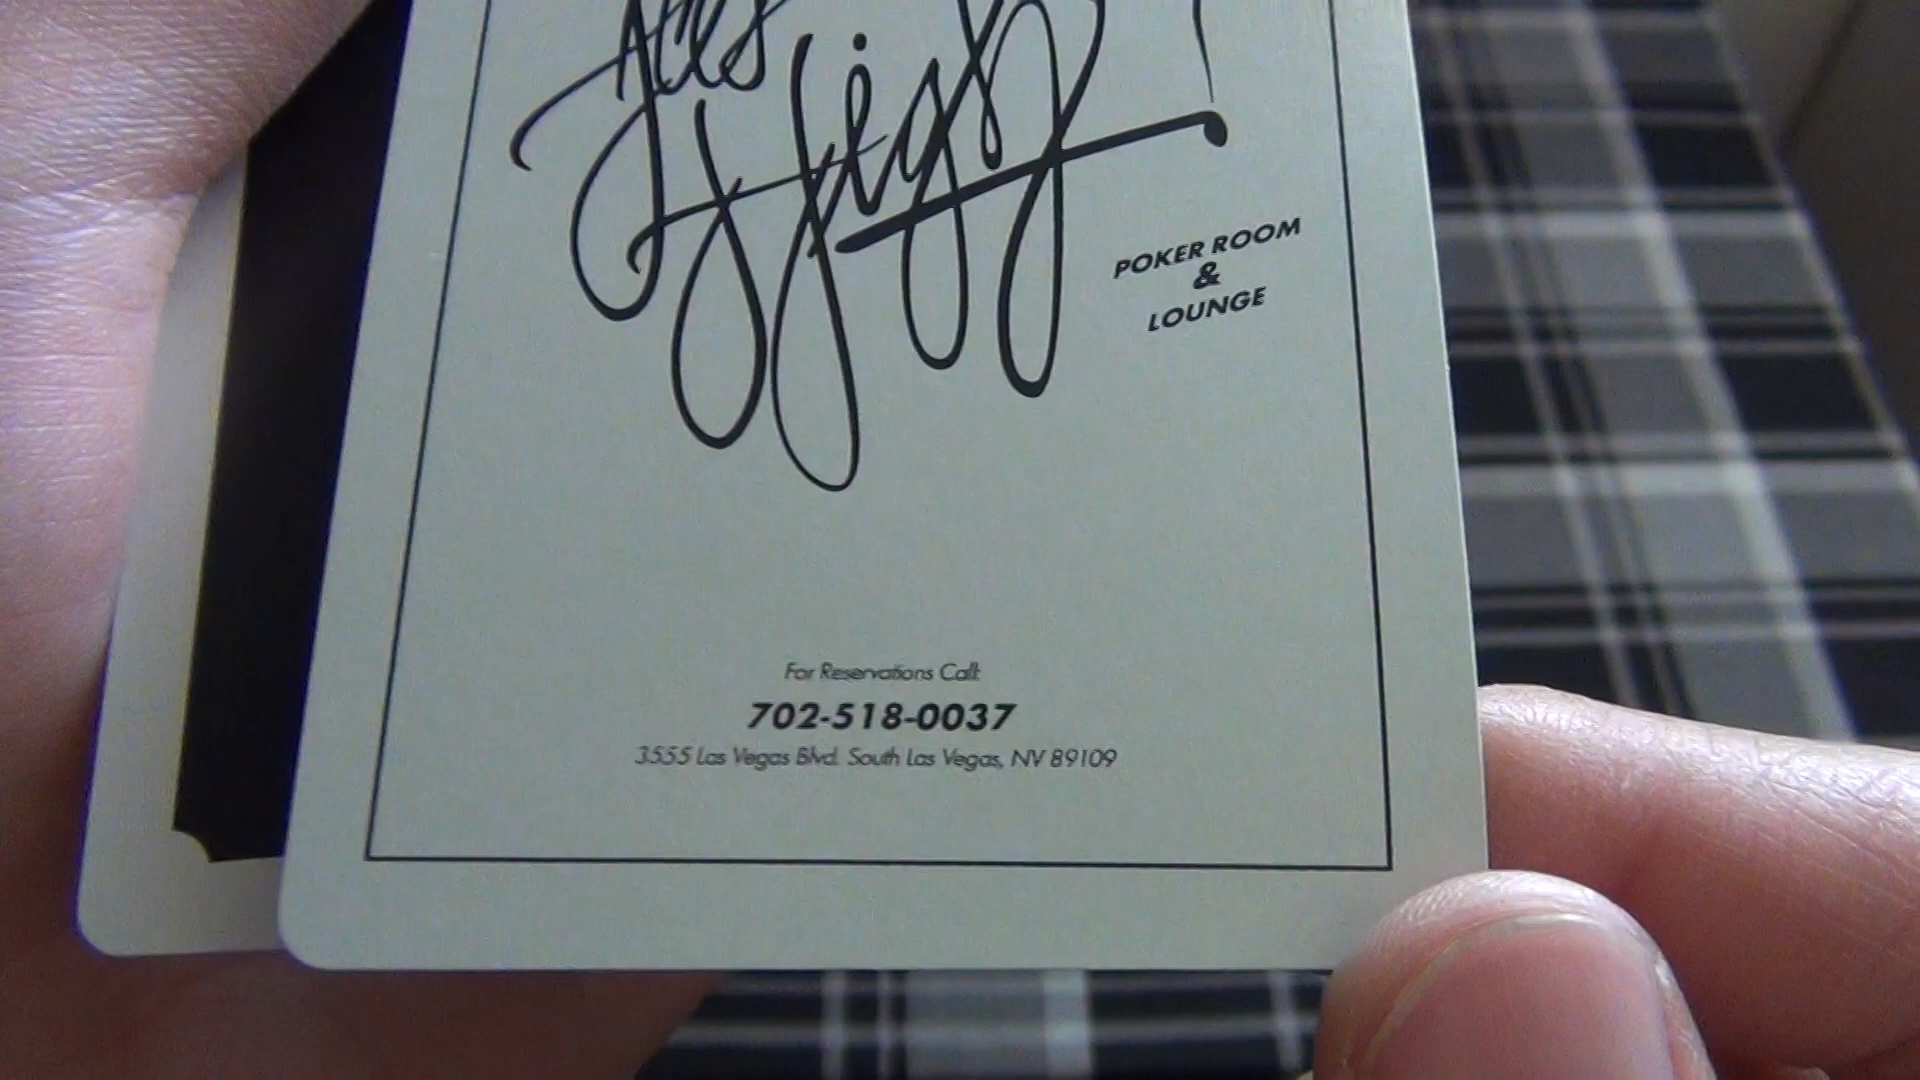 Aces
High!
POKER ROOM
&
LOUNGE
For Reservations Call:
702-518-0037
3555 Las Vegas Blvd. South Las Vegas, NV 89109